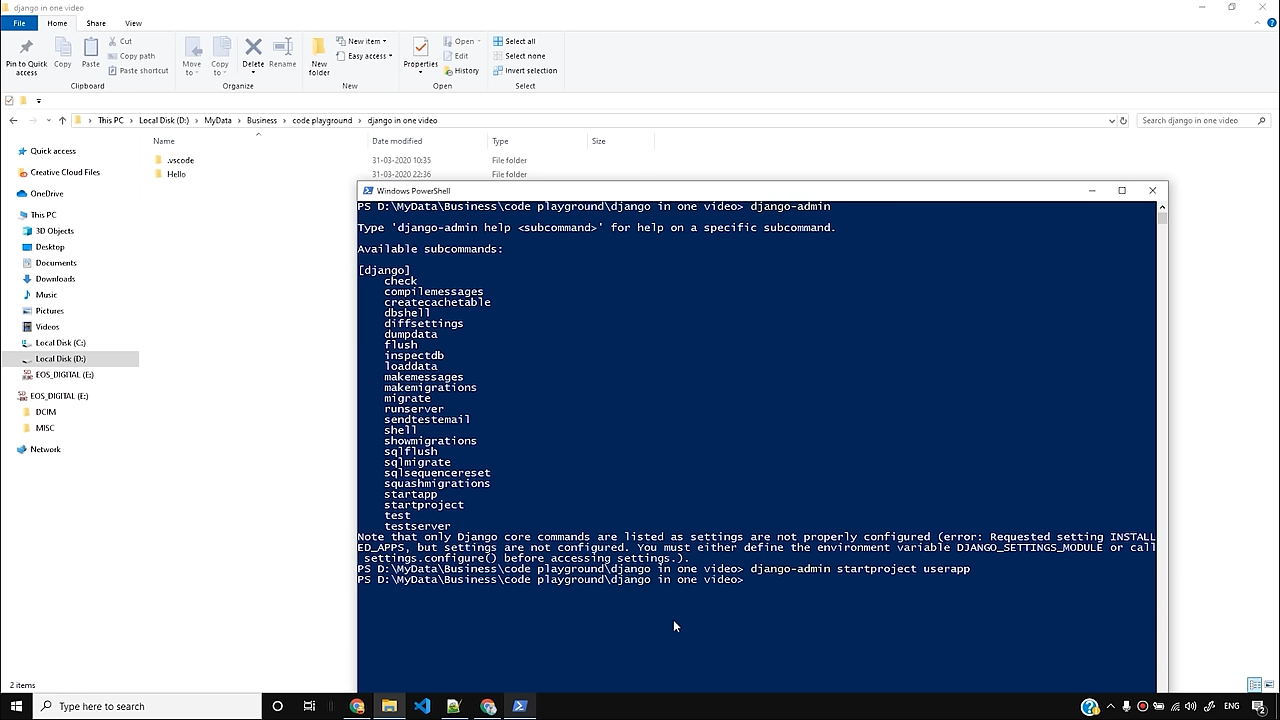 django in one video
File Home Share View
Pin to Quick access
Copy
Paste
Cut
Copy path
Paste shortcut
Move to
Copy to
Delete
Rename
New folder
New item
Easy access
Properties
Open
Edit
History
Select all
Select none
Invert selection
Clipboard Organize New Open Select
This PC > Local Disk (D:) > MyData > Business > code playground > django in one video
Search django in one video
Name Date modified Type Size
.vscode 31-03-2020 10:35 File folder
Hello 31-03-2020 22:36 File folder
Quick access
Creative Cloud Files
OneDrive
This PC
3D Objects
Desktop
Documents
Downloads
Music
Pictures
Videos
Local Disk (C:)
Local Disk (D:)
EOS_DIGITAL (E:)
EOS_DIGITAL (E:)
DCIM
MISC
Network
Windows PowerShell
PS D:\MyData\Business\code playground\django in one video> django-admin
Type 'django-admin help <subcommand>' for help on a specific subcommand.
Available subcommands:
[django]
check
compilemessages
createcachetable
dbshell
diffsettings
dumpdata
flush
inspectdb
loaddata
makemessages
makemigrations
migrate
runserver
sendtestemail
shell
showmigrations
sqlflush
sqlmigrate
sqlsequencereset
squashmigrations
startapp
startproject
test
testserver
Note that only Django core commands are listed as settings are not properly configured (error: Requested setting INSTALL
ED_APPS, but settings are not configured. You must either define the environment variable DJANGO_SETTINGS_MODULE or call
settings.configure() before accessing settings.).
PS D:\MyData\Business\code playground\django in one video> django-admin startproject userapp
PS D:\MyData\Business\code playground\django in one video>
2 items
Type here to search
ENG